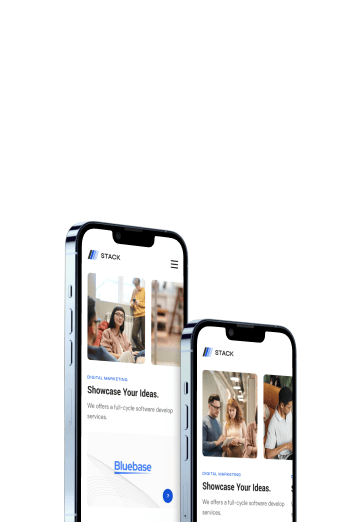 STACK
DIGITAL MARKETING
Showcase Your Ideas.
We offers a full-cycle software develop
services.
Bluebase
STACK
DIGITAL MARKETING
Showcase Your Ideas.
We offers a full-cycle software develop
services.